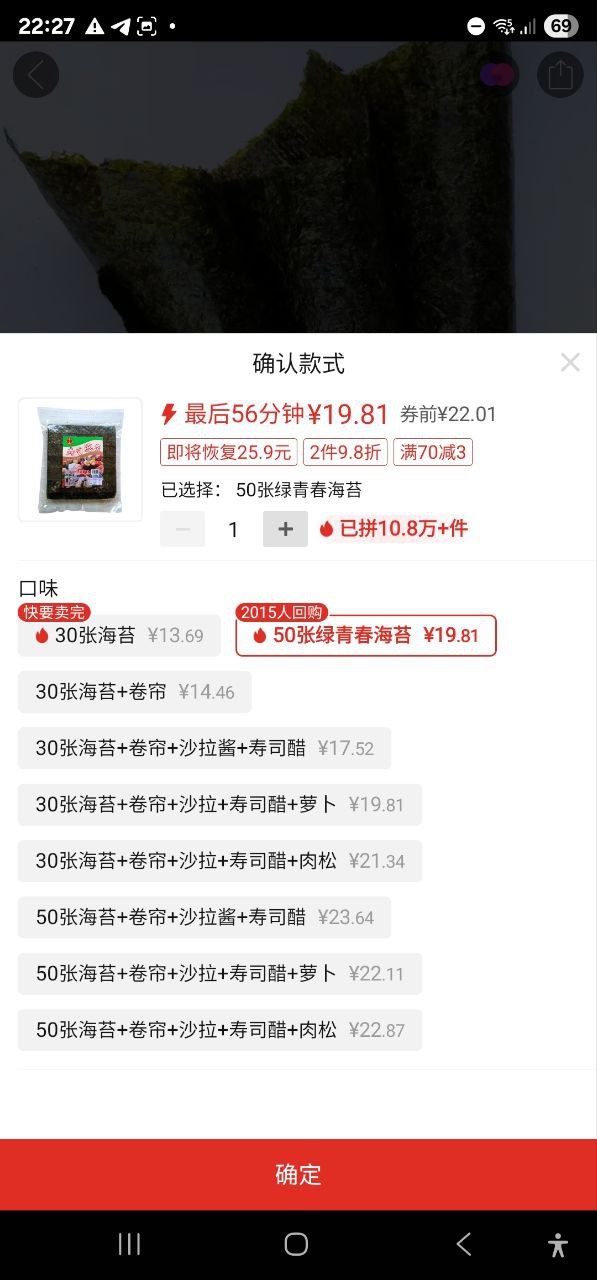 22:27
69
确认款式
最后56分钟¥19.81 券前¥22.01
即将恢复25.9元 2件9.8折 满70减3
已选择： 50张绿青春海苔
1 已拼10.8万+件
口味
快要卖完 2015人回购
30张海苔 ¥13.69 50张绿青春海苔 ¥19.81
30张海苔+卷帘 ¥14.46
30张海苔+卷帘+沙拉酱+寿司醋 ¥17.52
30张海苔+卷帘+沙拉+寿司醋+萝卜 ¥19.81
30张海苔+卷帘+沙拉+寿司醋+肉松 ¥21.34
50张海苔+卷帘+沙拉酱+寿司醋 ¥23.64
50张海苔+卷帘+沙拉+寿司醋+萝卜 ¥22.11
50张海苔+卷帘+沙拉+寿司醋+肉松 ¥22.87
确定